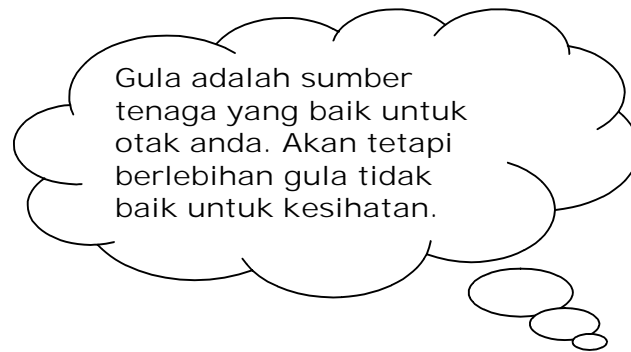 Gula adalah sumber
tenaga yang baik untuk
otak anda. Akan tetapi
berlebihan gula tidak
baik untuk kesihatan.